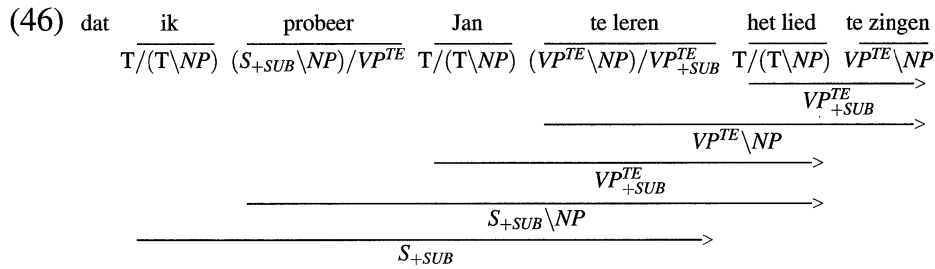 (46) dat ik probeer Jan te leren het lied te zingen
T/(T\NP) (S₊SUB\NP)/VP^TE T/(T\NP) (VP^TE\NP)/VP^TE₊SUB T/(T\NP) VP^TE\NP
>
VP^TE₊SUB
>
VP^TE\NP
>
VP^TE₊SUB
>
S₊SUB\NP
>
S₊SUB